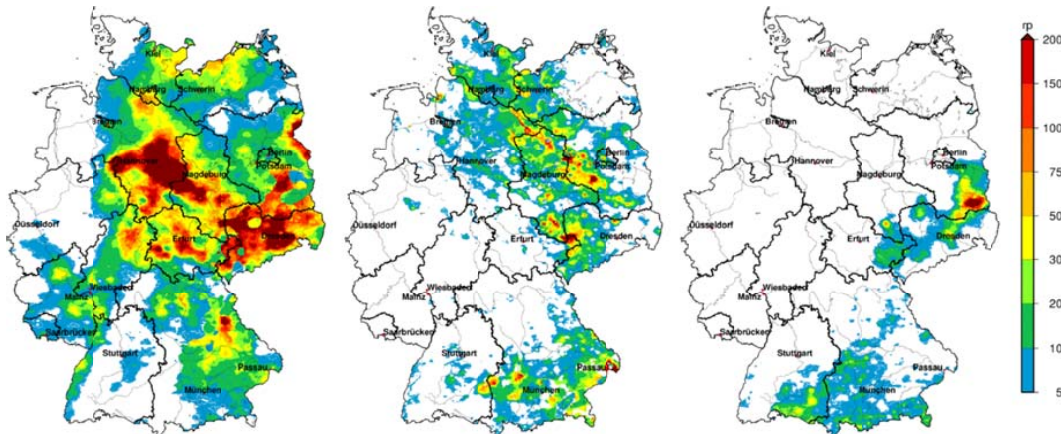 Kiel
Hamburg Schwerin
Bremen
Berlin
Hannover Potsdam
Magdeburg
Düsseldorf
Erfurt Dresden
Wiesbaden
Mainz
Saarbrücken
Stuttgart
Passau
München
Kiel
Hamburg Schwerin
Bremen
Berlin
Hannover Potsdam
Magdeburg
Düsseldorf
Erfurt Dresden
Wiesbaden
Mainz
Saarbrücken
Stuttgart
Passau
München
Kiel
Hamburg Schwerin
Bremen
Berlin
Hannover Potsdam
Magdeburg
Düsseldorf
Erfurt Dresden
Wiesbaden
Mainz
Saarbrücken
Stuttgart
Passau
München
rp
200
150
100
75
50
30
20
10
5